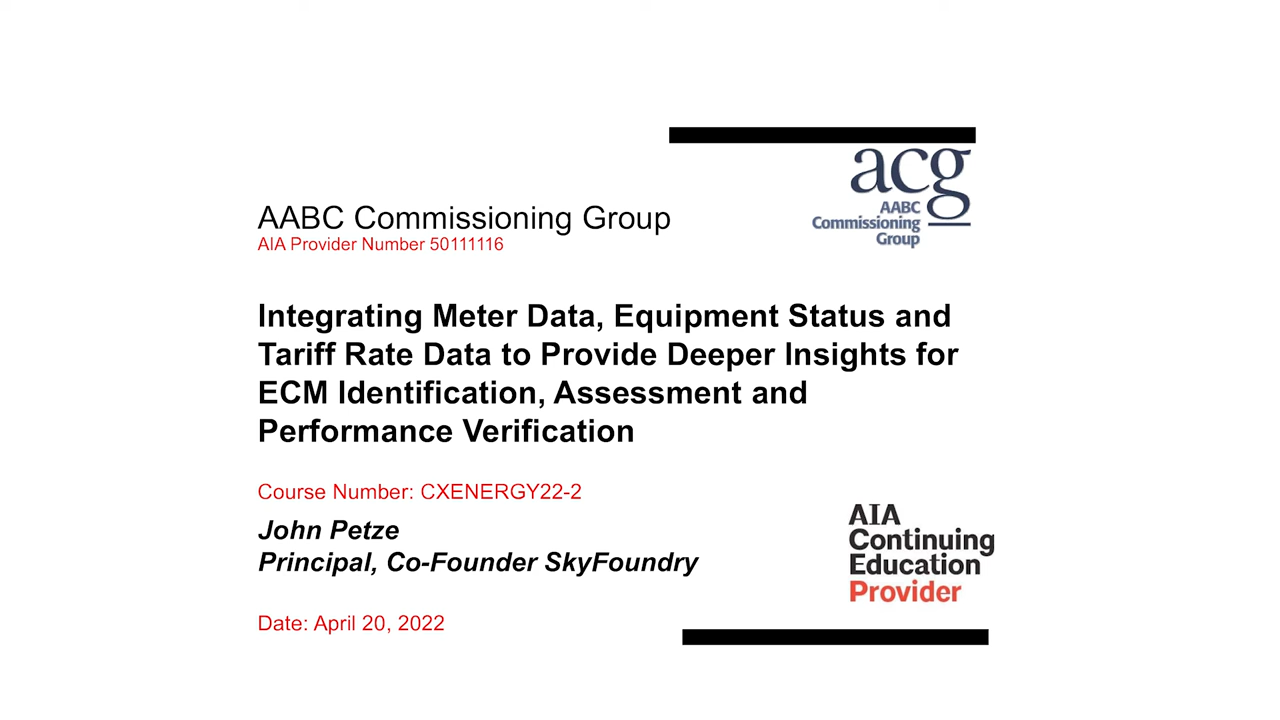 acg
AABC
Commissioning
Group
AABC Commissioning Group
AIA Provider Number 50111116
Integrating Meter Data, Equipment Status and
Tariff Rate Data to Provide Deeper Insights for
ECM Identification, Assessment and
Performance Verification
Course Number: CXENERGY22-2
John Petze
Principal, Co-Founder SkyFoundry
AIA
Continuing
Education
Provider
Date: April 20, 2022